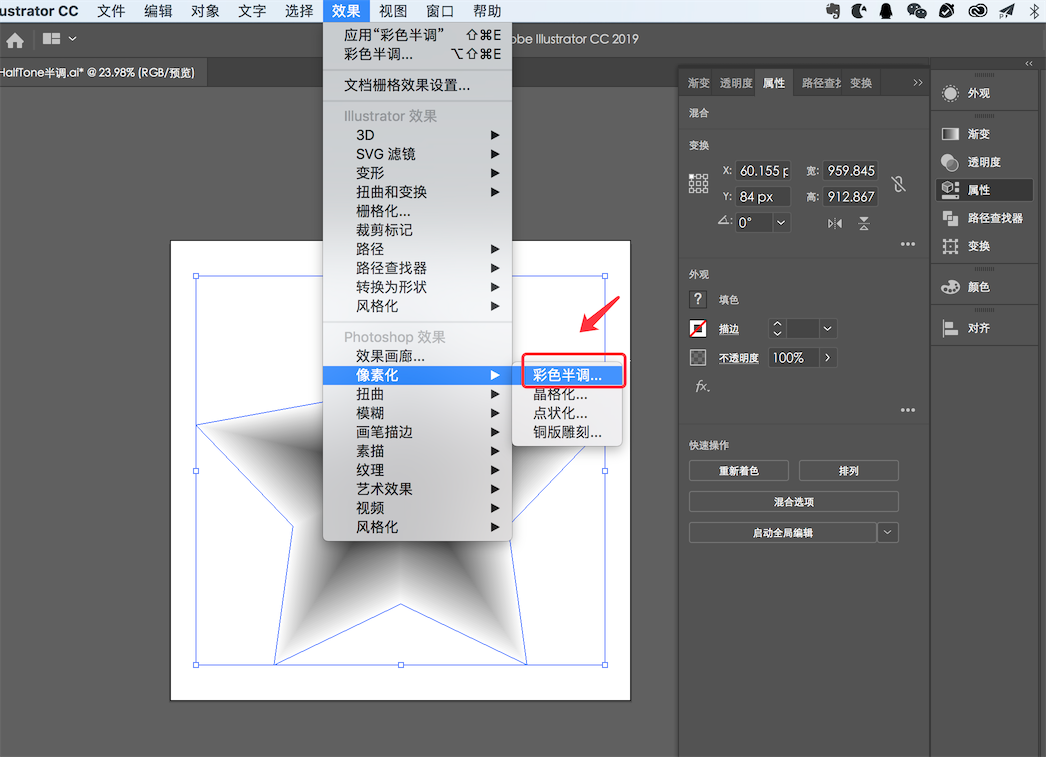 ustrator CC 文件 编辑 对象 文字 选择 效果 视图 窗口 帮助
obe Illustrator CC 2019
HalfTone半调.ai* @ 23.98% (RGB/预览)
应用“彩色半调” ⇧⌘E
彩色半调... ⌥⇧⌘E
文档栅格效果设置...
Illustrator 效果
3D
SVG 滤镜
变形
扭曲和变换
栅格化...
裁剪标记
路径
路径查找器
转换为形状
风格化
Photoshop 效果
效果画廊...
像素化
扭曲
模糊
画笔描边
素描
纹理
艺术效果
视频
风格化
彩色半调...
晶格化...
点状化...
铜版雕刻...
渐变 透明度 属性 路径查找 变换
混合
变换
X: 60.155 p 宽: 959.845
Y: 84 px 高: 912.867
0°
外观
? 填色
描边
不透明度 100%
fx.
快速操作
重新着色 排列
混合选项
启动全局编辑
外观
渐变
透明度
属性
路径查找器
变换
颜色
对齐